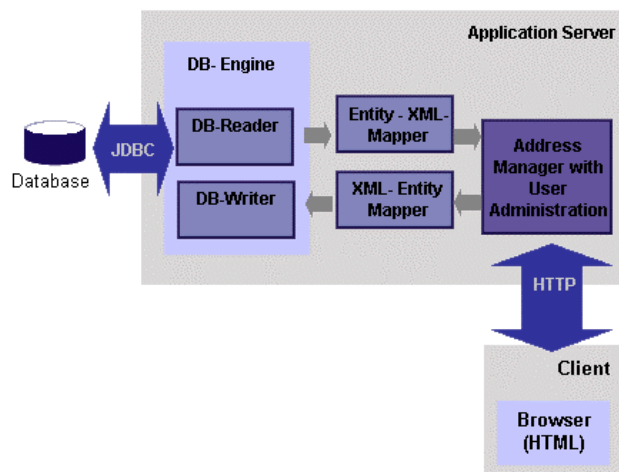 Application Server
DB- Engine
DB-Reader
DB-Writer
JDBC
Database
Entity - XML-
Mapper
XML- Entity
Mapper
Address
Manager with
User
Administration
HTTP
Client
Browser
(HTML)